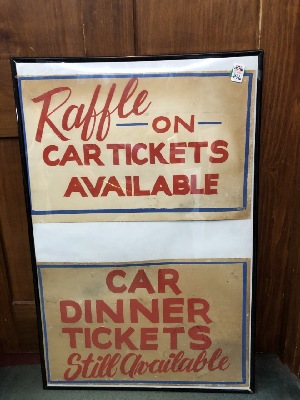 Raffle
— ON —
CAR TICKETS
AVAILABLE
CAR
DINNER
TICKETS
Still Available